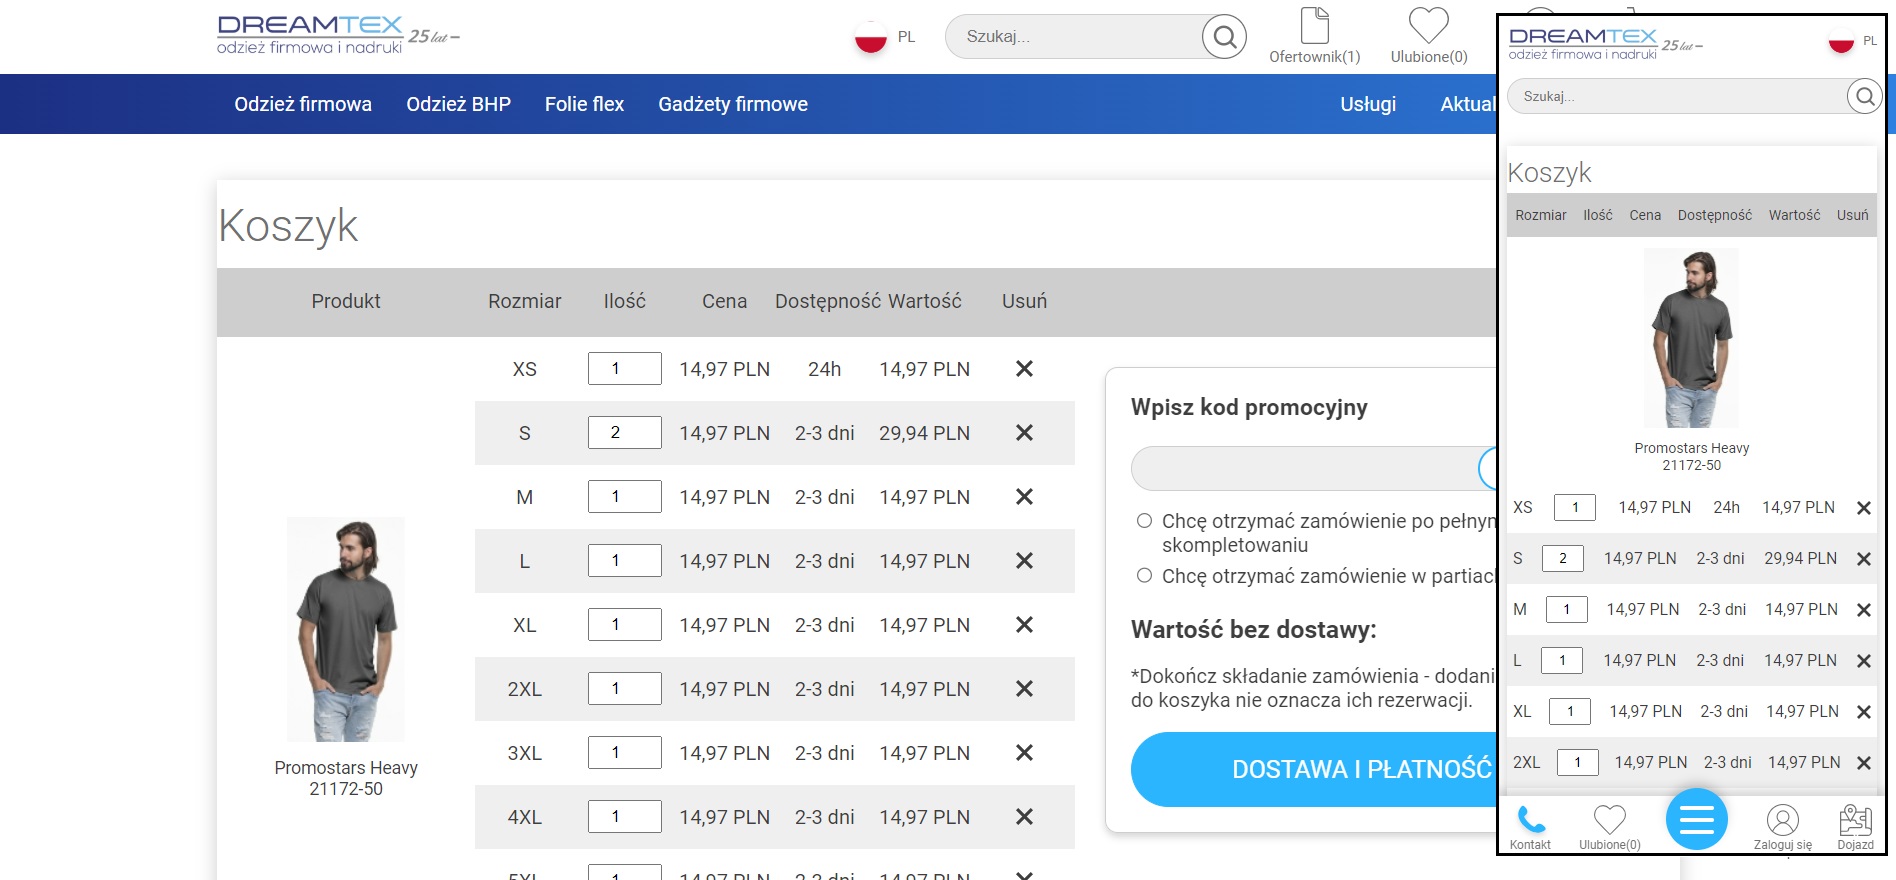 DREAMTEX
odzież firmowa i nadruki
25 lat
PL
Szukaj...
Ofertownik(1)
Ulubione(0)
Odzież firmowa
Odzież BHP
Folie flex
Gadżety firmowe
Usługi
Aktual
Koszyk
Produkt Rozmiar Ilość Cena Dostępność Wartość Usuń
XS 1 14,97 PLN 24h 14,97 PLN
S 2 14,97 PLN 2-3 dni 29,94 PLN
M 1 14,97 PLN 2-3 dni 14,97 PLN
L 1 14,97 PLN 2-3 dni 14,97 PLN
XL 1 14,97 PLN 2-3 dni 14,97 PLN
2XL 1 14,97 PLN 2-3 dni 14,97 PLN
3XL 1 14,97 PLN 2-3 dni 14,97 PLN
4XL 1 14,97 PLN 2-3 dni 14,97 PLN
Promostars Heavy
21172-50
Wpisz kod promocyjny
Chcę otrzymać zamówienie po pełnym
skompletowaniu
Chcę otrzymać zamówienie w partiach
Wartość bez dostawy:
*Dokończ składanie zamówienia - dodani
do koszyka nie oznacza ich rezerwacji.
DOSTAWA I PŁATNOŚĆ
DREAMTEX
odzież firmowa i nadruki
25 lat
PL
Szukaj...
Koszyk
Rozmiar Ilość Cena Dostępność Wartość Usuń
Promostars Heavy
21172-50
XS 1 14,97 PLN 24h 14,97 PLN
S 2 14,97 PLN 2-3 dni 29,94 PLN
M 1 14,97 PLN 2-3 dni 14,97 PLN
L 1 14,97 PLN 2-3 dni 14,97 PLN
XL 1 14,97 PLN 2-3 dni 14,97 PLN
2XL 1 14,97 PLN 2-3 dni 14,97 PLN
Kontakt
Ulubione(0)
Zaloguj się
Dojazd